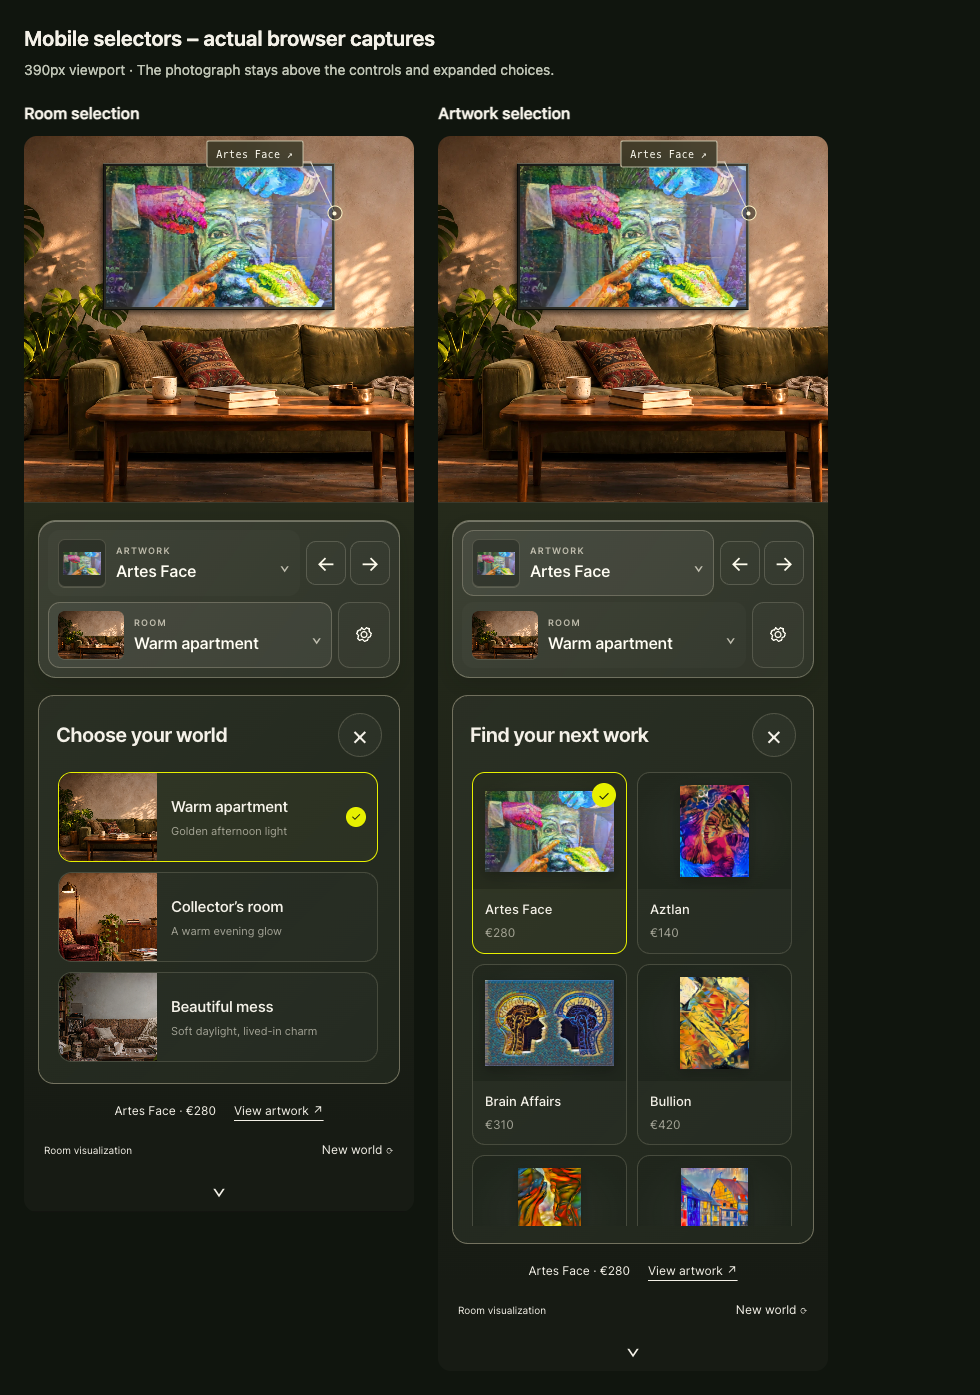 Mobile selectors – actual browser captures
390px viewport · The photograph stays above the controls and expanded choices.
Room selection
Artes Face ↗
ARTWORK
Artes Face
ROOM
Warm apartment
Choose your world
Warm apartment
Golden afternoon light
Collector’s room
A warm evening glow
Beautiful mess
Soft daylight, lived-in charm
Artes Face · €280 View artwork ↗
Room visualization New world ⟳
Artwork selection
Artes Face ↗
ARTWORK
Artes Face
ROOM
Warm apartment
Find your next work
Artes Face
€280
Aztlan
€140
Brain Affairs
€310
Bullion
€420
Artes Face · €280 View artwork ↗
Room visualization New world ⟳